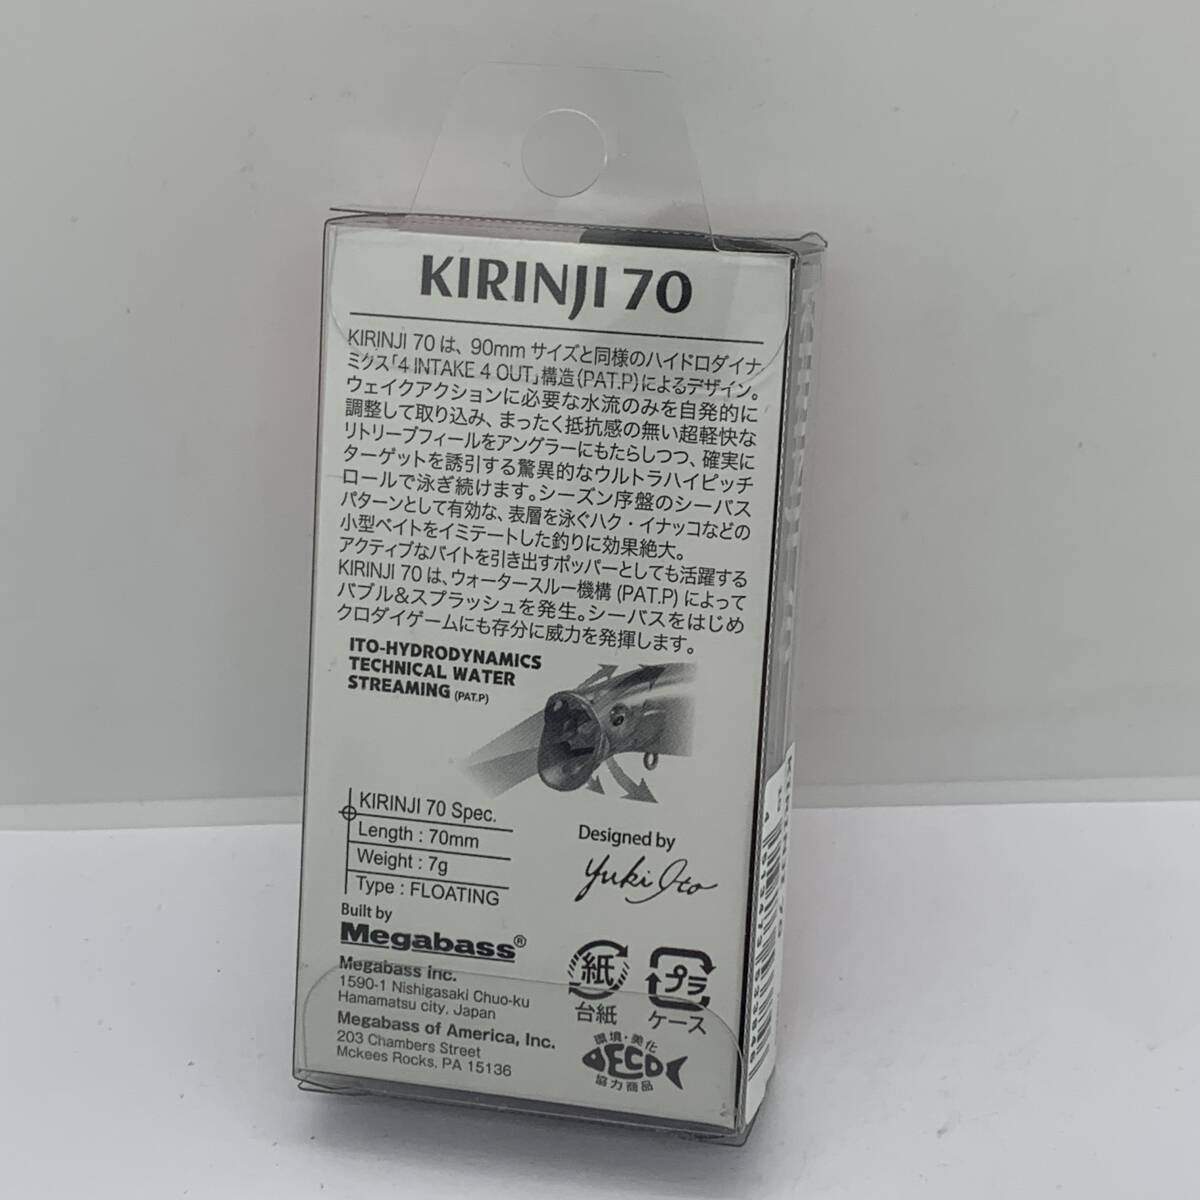 KIRINJI 70
KIRINJI 70 は、90mm サイズと同様のハイドロダイナ
ミクス「4 INTAKE 4 OUT」構造(PAT.P)によるデザイン。
ウェイクアクションに必要な水流のみを自発的に
調整して取り込み、まったく抵抗感の無い超軽快な
リトリーブフィールをアングラーにもたらしつつ、確実に
ターゲットを誘引する驚異的なウルトラハイピッチ
ロールで泳ぎ続けます。シーズン序盤のシーバス
パターンとして有効な、表層を泳ぐハク・イナッコなどの
小型ベイトをイミテートした釣りに効果絶大。
アクティブなバイトを引き出すポッパーとしても活躍する
KIRINJI 70 は、ウォータースルー機構 (PAT.P) によって
バブル&スプラッシュを発生。シーバスをはじめ
クロダイゲームにも存分に威力を発揮します。
ITO-HYDRODYNAMICS
TECHNICAL WATER
STREAMING (PAT.P)
KIRINJI 70 Spec.
Length : 70mm
Weight : 7g
Type : FLOATING
Designed by
Yuki Ito
Built by
Megabass®
Megabass inc.
1590-1 Nishigasaki Chuo-ku
Hamamatsu city, Japan
Megabass of America, Inc.
203 Chambers Street
Mckees Rocks, PA 15136
紙
台紙
プラ
ケース
環境・美化
ECO
協力商品